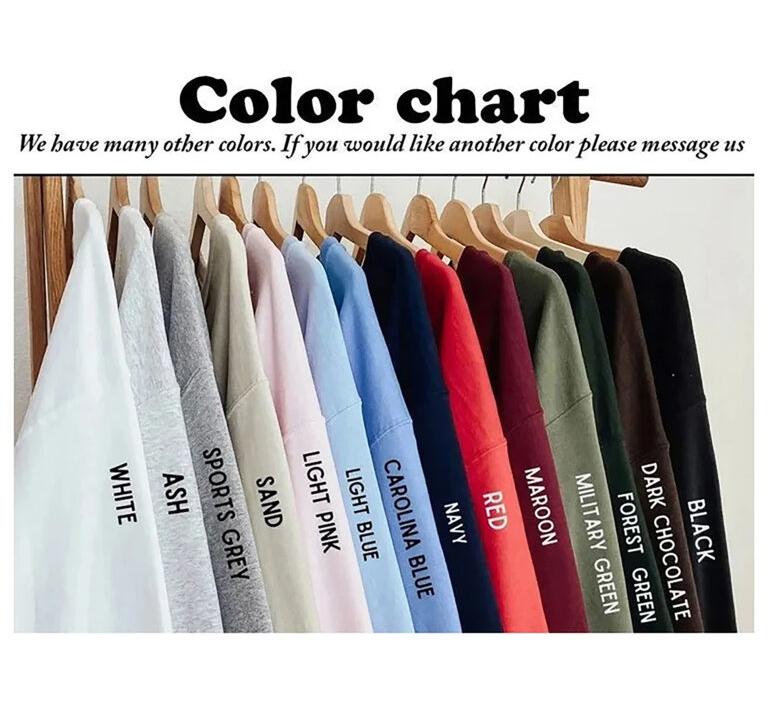 Color chart
We have many other colors. If you would like another color please message us
WHITE
ASH
SPORTS GREY
SAND
LIGHT PINK
LIGHT BLUE
CAROLINA BLUE
NAVY
RED
MAROON
MILITARY GREEN
FOREST GREEN
DARK CHOCOLATE
BLACK